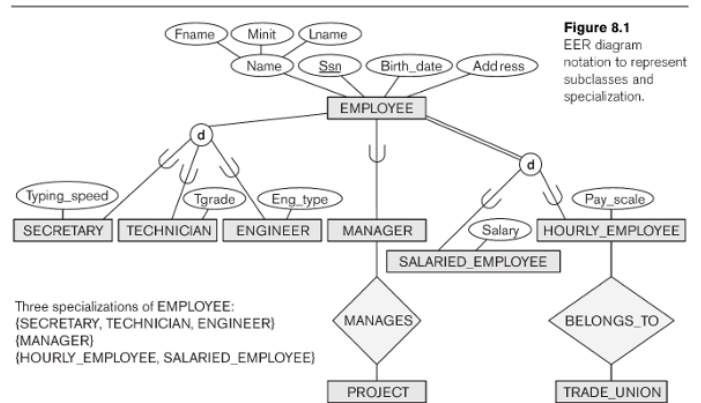 Figure 8.1
EER diagram
notation to represent
subclasses and
specialization.
Fname Minit Lname
Name Ssn Birth_date Address
EMPLOYEE
d
d
Typing_speed Tgrade Eng_type Pay_scale
SECRETARY TECHNICIAN ENGINEER MANAGER Salary HOURLY_EMPLOYEE
SALARIED_EMPLOYEE
Three specializations of EMPLOYEE:
{SECRETARY, TECHNICIAN, ENGINEER}
{MANAGER}
{HOURLY_EMPLOYEE, SALARIED_EMPLOYEE}
MANAGES BELONGS_TO
PROJECT TRADE_UNION